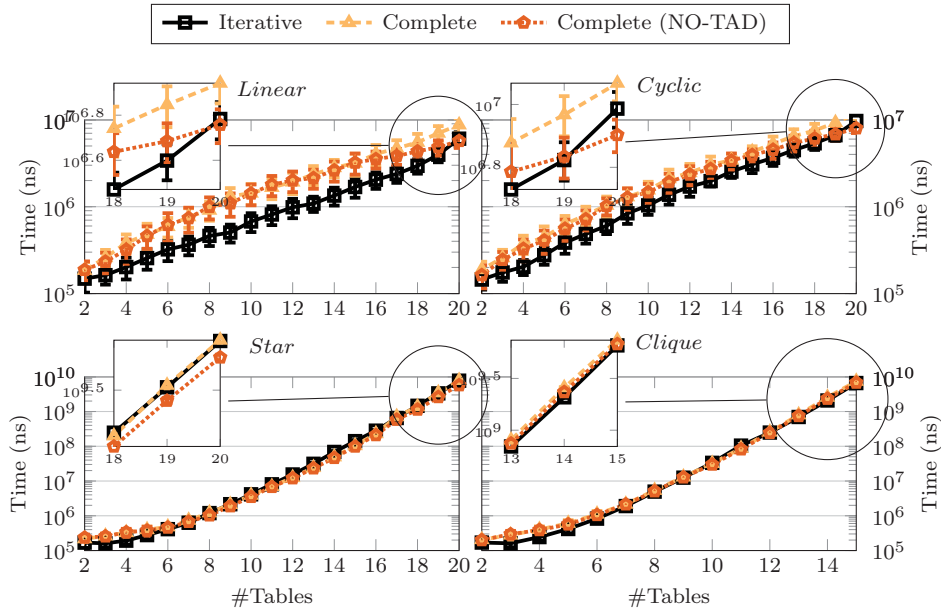 Iterative Complete Complete (NO-TAD)
Linear Cyclic
10^6.8 10^6.6 18 19 20
10^7 10^6.8 18 19 20
Time (ns) 10^7 10^6 10^5
10^7 10^6 10^5 Time (ns)
2 4 6 8 10 12 14 16 18 20
2 4 6 8 10 12 14 16 18 20
Star Clique
10^9.5 18 19 20
10^9.5 10^9 13 14 15
Time (ns) 10^10 10^9 10^8 10^7 10^6 10^5
10^10 10^9 10^8 10^7 10^6 10^5 Time (ns)
2 4 6 8 10 12 14 16 18 20
2 4 6 8 10 12 14
#Tables #Tables